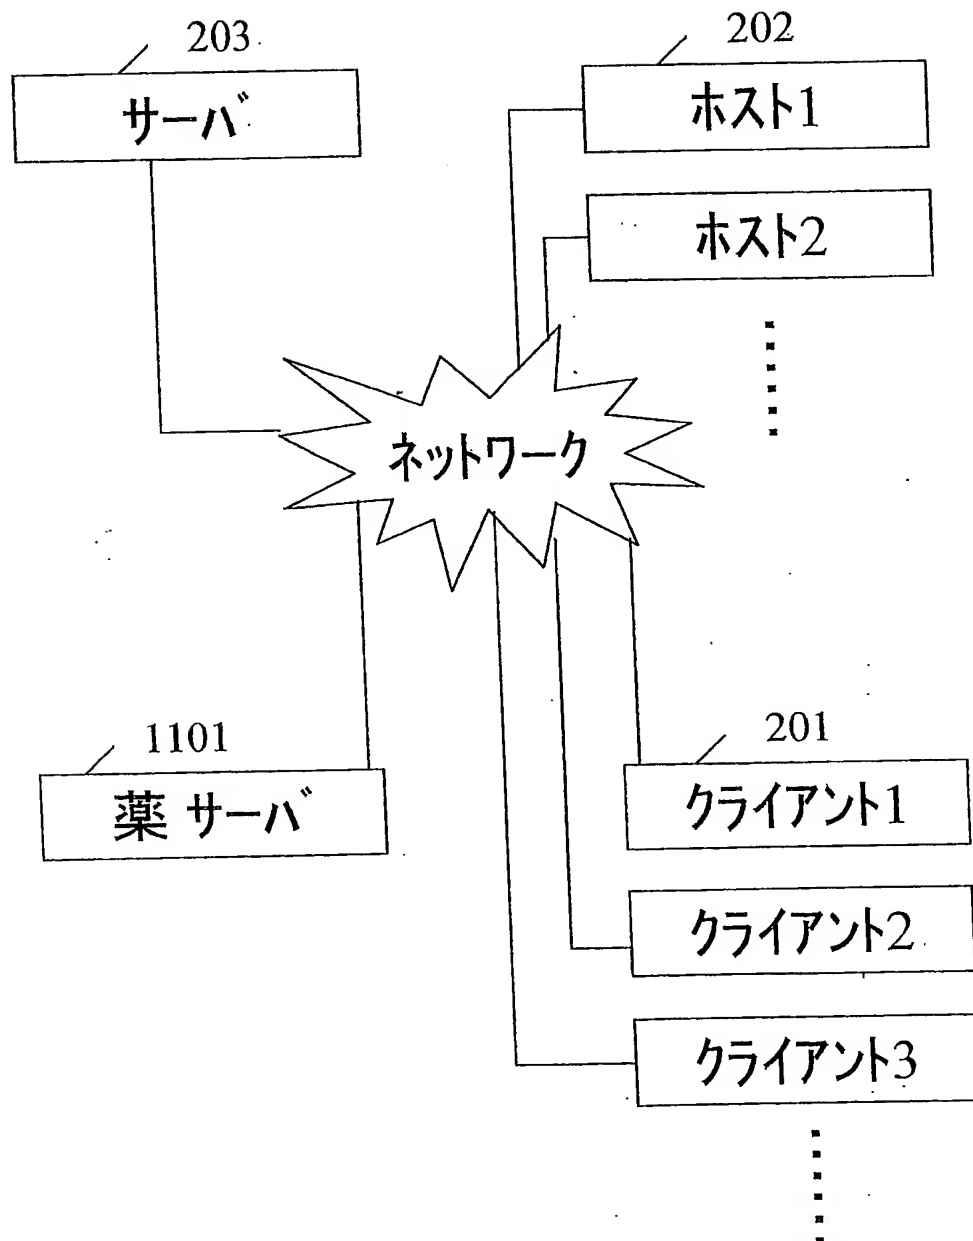 203
サーバ
202
ホスト1
ホスト2
ネットワーク
1101
薬 サーバ
201
クライアント1
クライアント2
クライアント3